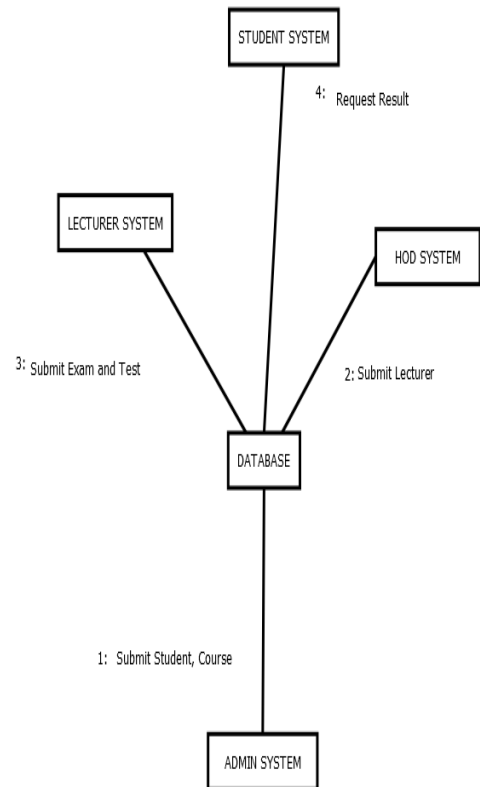 STUDENT SYSTEM
4: Request Result
LECTURER SYSTEM
HOD SYSTEM
3: Submit Exam and Test
2: Submit Lecturer
DATABASE
1: Submit Student, Course
ADMIN SYSTEM